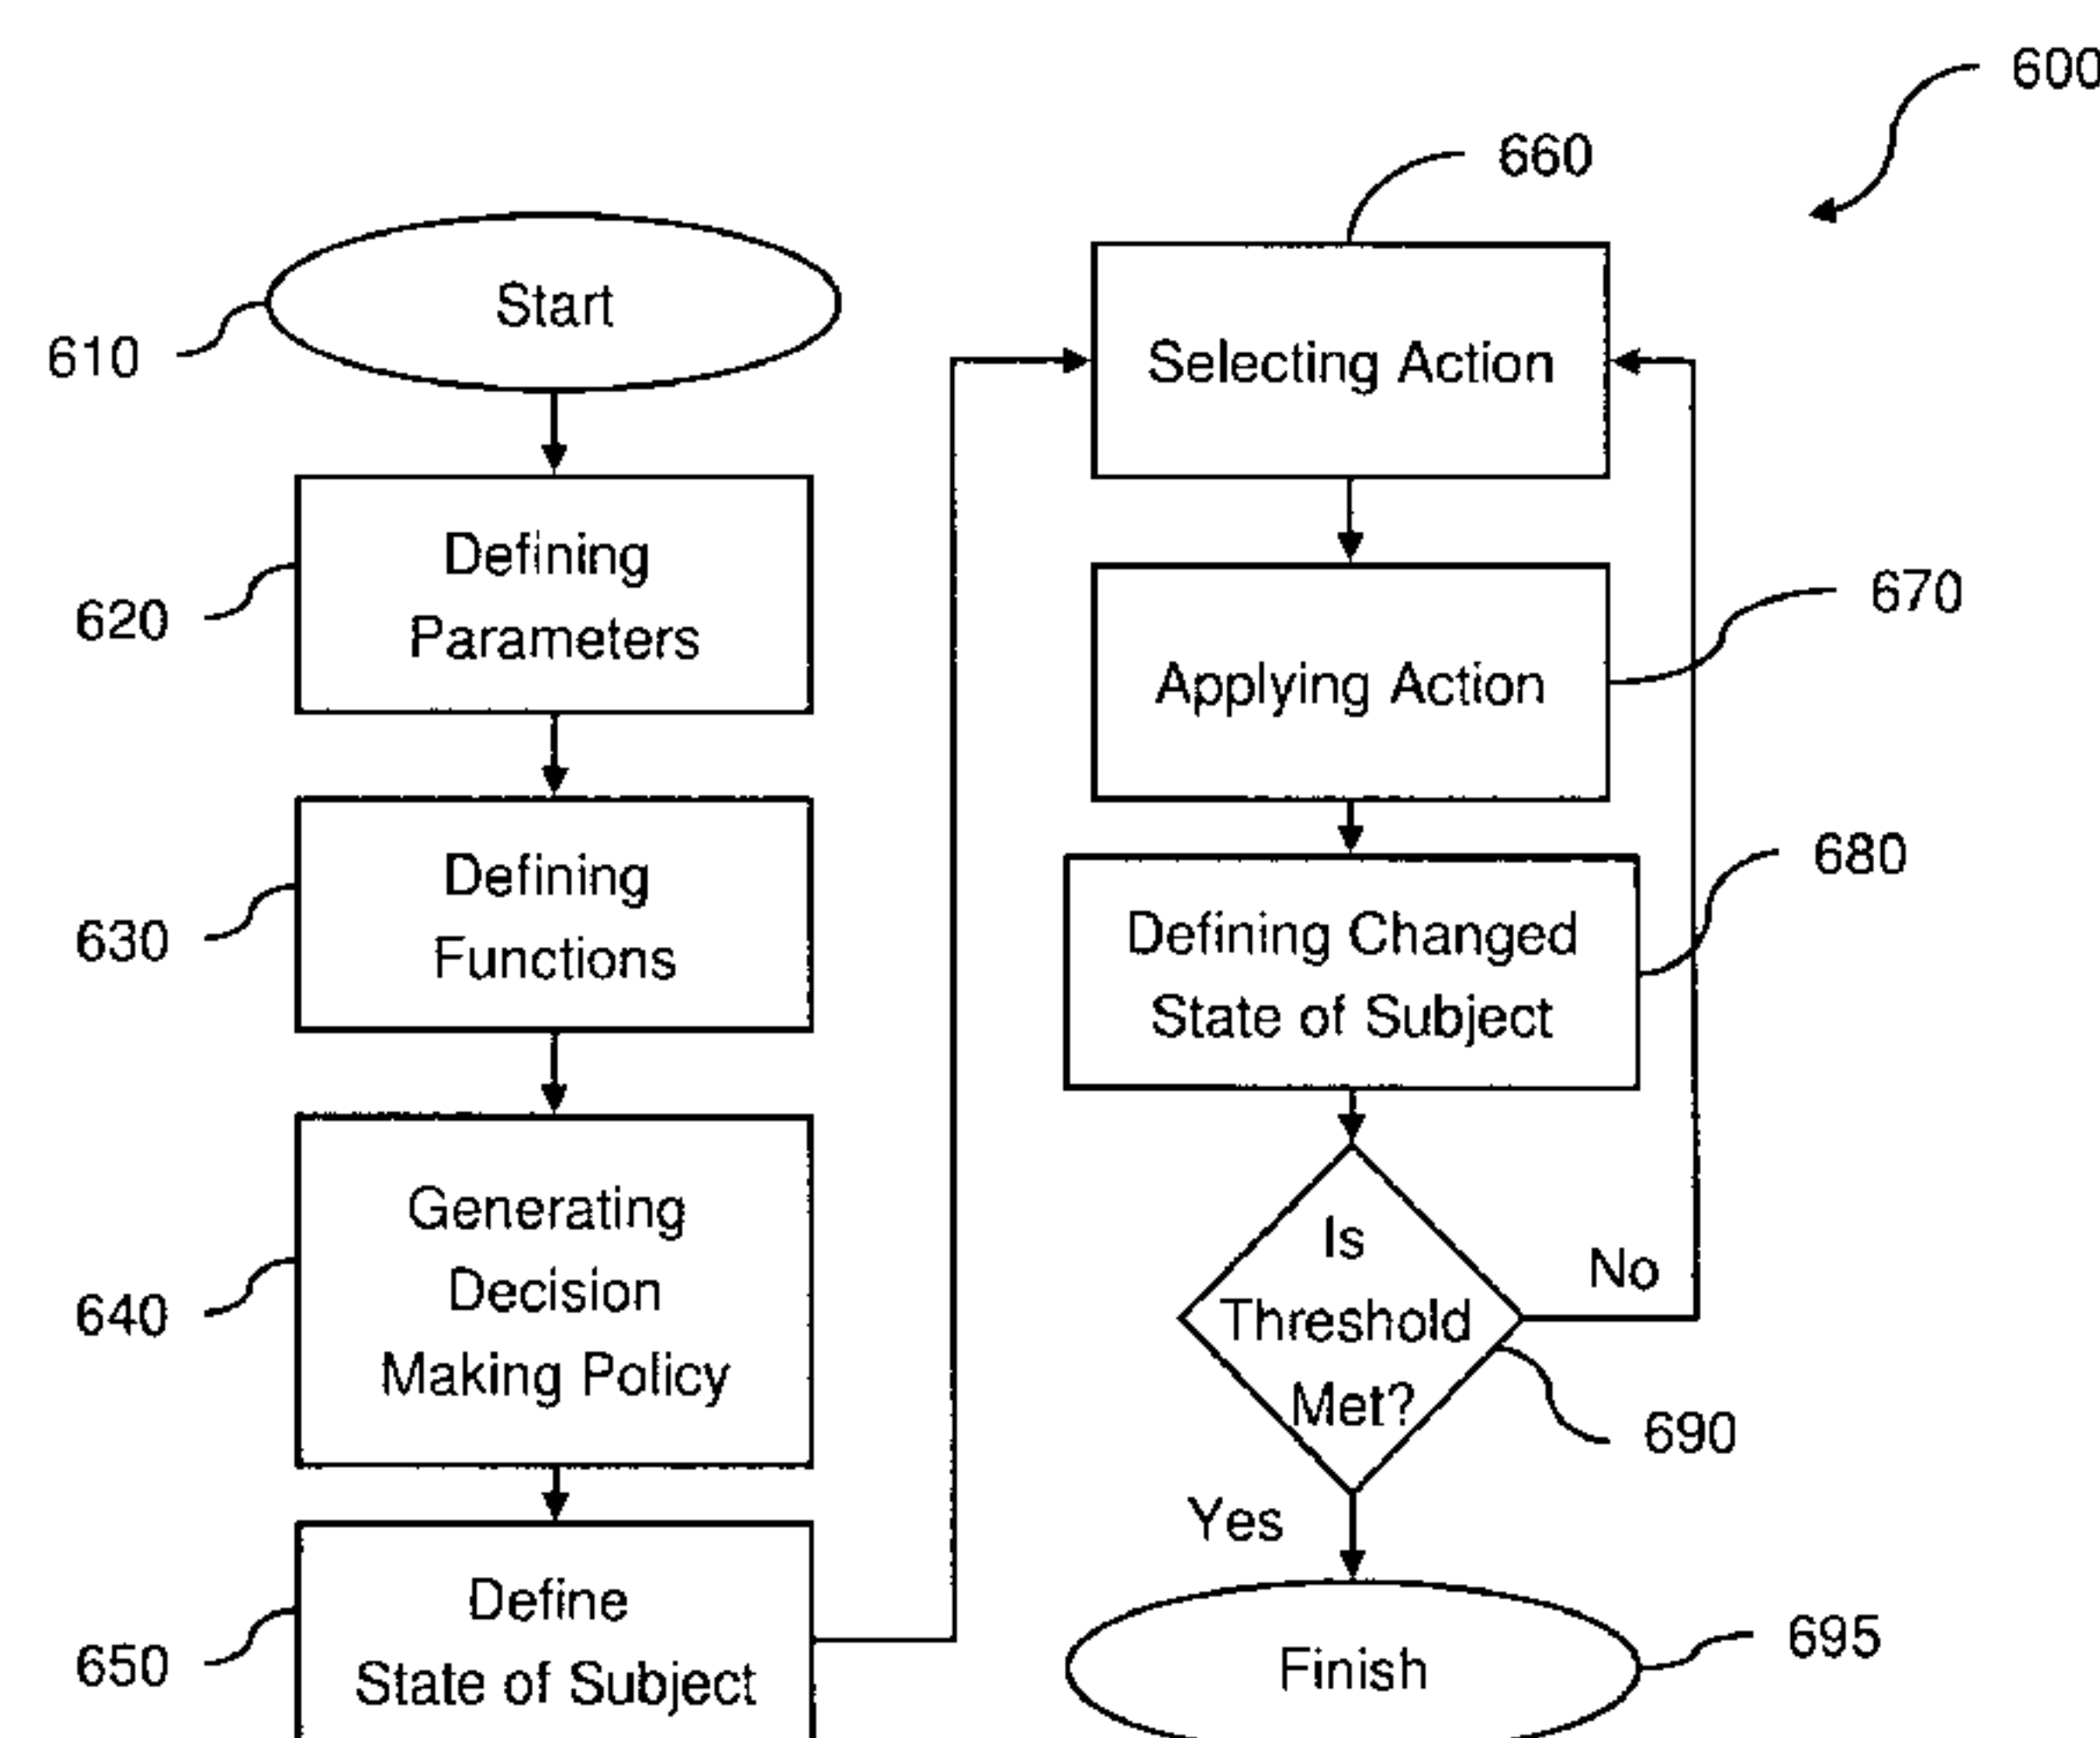 600
610
Start
620
Defining
Parameters
630
Defining
Functions
640
Generating
Decision
Making Policy
650
Define
State of Subject
660
Selecting Action
670
Applying Action
680
Defining Changed
State of Subject
690
Is
Threshold
Met?
No
Yes
695
Finish